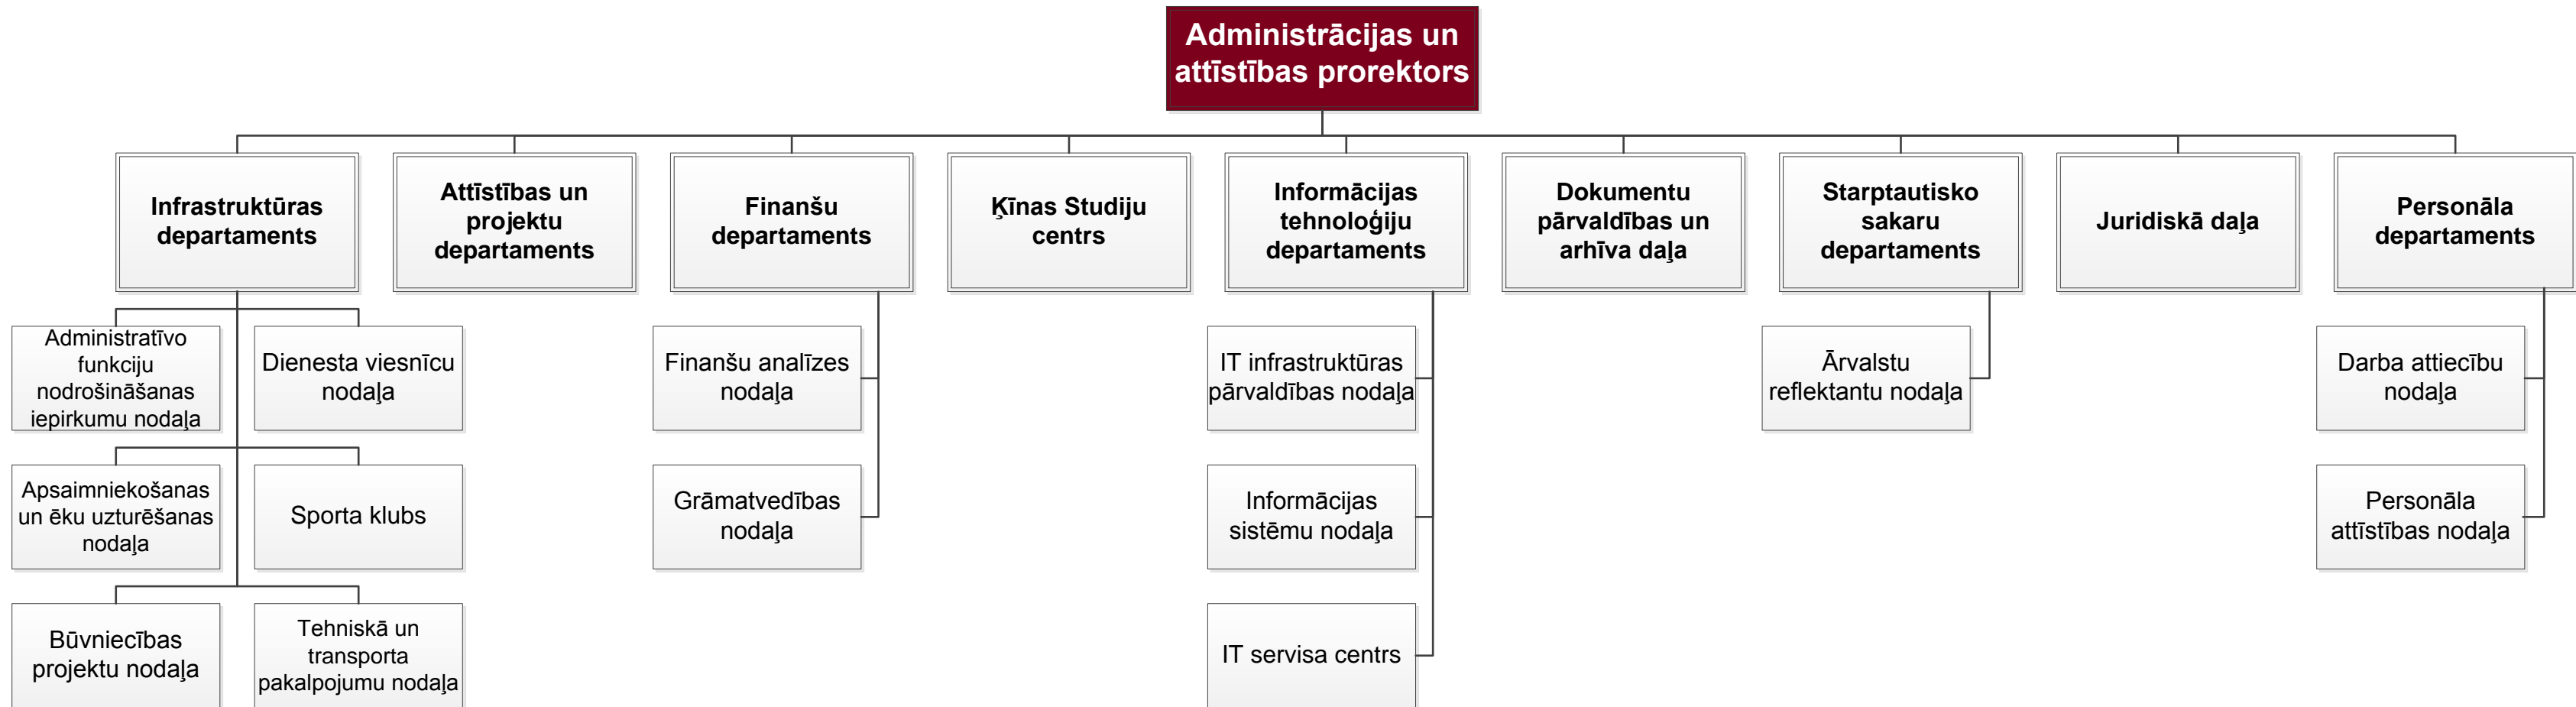 Administrācijas un
attīstības prorektors
Infrastruktūras
departaments
Attīstības un
projektu
departaments
Finanšu
departaments
Ķīnas Studiju
centrs
Informācijas
tehnoloģiju
departaments
Dokumentu
pārvaldības un
arhīva daļa
Starptautisko
sakaru
departaments
Juridiskā daļa
Personāla
departaments
Administratīvo
funkciju
nodrošināšanas
iepirkumu nodaļa
Dienesta viesnīcu
nodaļa
Finanšu analīzes
nodaļa
IT infrastruktūras
pārvaldības nodaļa
Ārvalstu
reflektantu nodaļa
Darba attiecību
nodaļa
Apsaimniekošanas
un ēku uzturēšanas
nodaļa
Sporta klubs
Grāmatvedības
nodaļa
Informācijas
sistēmu nodaļa
Personāla
attīstības nodaļa
Būvniecības
projektu nodaļa
Tehniskā un
transporta
pakalpojumu nodaļa
IT servisa centrs